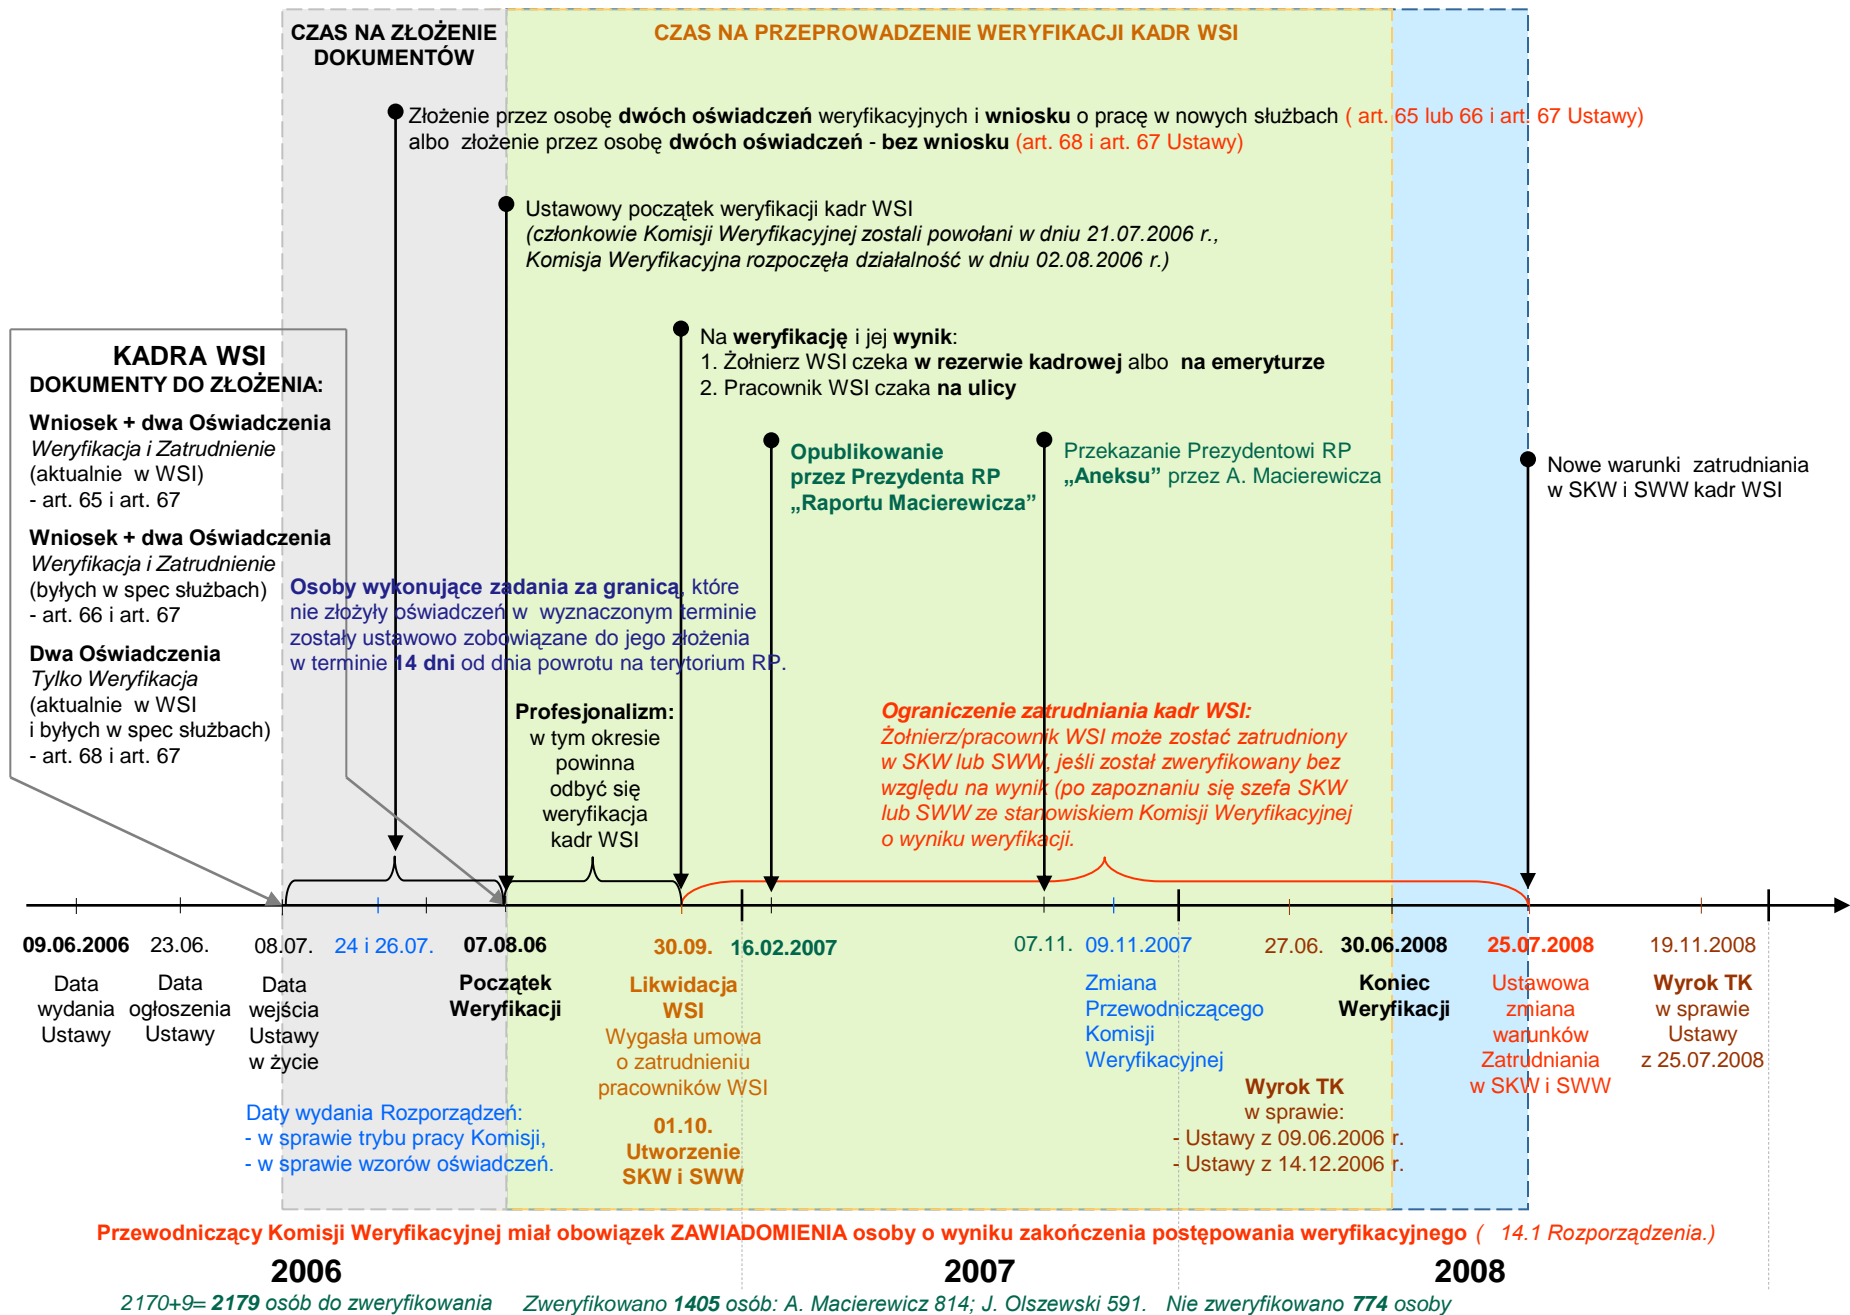 CZAS NA ZŁOŻENIE
DOKUMENTÓW
CZAS NA PRZEPROWADZENIE WERYFIKACJI KADR WSI
Złożenie przez osobę dwóch oświadczeń weryfikacyjnych i wniosku o pracę w nowych służbach ( art. 65 lub 66 i art. 67 Ustawy)
albo złożenie przez osobę dwóch oświadczeń - bez wniosku (art. 68 i art. 67 Ustawy)
Ustawowy początek weryfikacji kadr WSI
(członkowie Komisji Weryfikacyjnej zostali powołani w dniu 21.07.2006 r.,
Komisja Weryfikacyjna rozpoczęła działalność w dniu 02.08.2006 r.)
Na weryfikację i jej wynik:
1. Żołnierz WSI czeka w rezerwie kadrowej albo na emeryturze
2. Pracownik WSI czaka na ulicy
KADRA WSI
DOKUMENTY DO ZŁOŻENIA:
Wniosek + dwa Oświadczenia
Weryfikacja i Zatrudnienie
(aktualnie w WSI)
- art. 65 i art. 67
Wniosek + dwa Oświadczenia
Weryfikacja i Zatrudnienie
(byłych w spec służbach)
- art. 66 i art. 67
Dwa Oświadczenia
Tylko Weryfikacja
(aktualnie w WSI
i byłych w spec służbach)
- art. 68 i art. 67
Opublikowanie
przez Prezydenta RP
„Raportu Macierewicza”
Przekazanie Prezydentowi RP
„Aneksu” przez A. Macierewicza
Nowe warunki zatrudniania
w SKW i SWW kadr WSI
Osoby wykonujące zadania za granicą, które
nie złożyły oświadczeń w wyznaczonym terminie
zostały ustawowo zobowiązane do jego złożenia
w terminie 14 dni od dnia powrotu na terytorium RP.
Profesjonalizm:
w tym okresie
powinna
odbyć się
weryfikacja
kadr WSI
Ograniczenie zatrudniania kadr WSI:
Żołnierz/pracownik WSI może zostać zatrudniony
w SKW lub SWW, jeśli został zweryfikowany bez
względu na wynik (po zapoznaniu się szefa SKW
lub SWW ze stanowiskiem Komisji Weryfikacyjnej
o wyniku weryfikacji.
09.06.2006
Data
wydania
Ustawy
23.06.
Data
ogłoszenia
Ustawy
08.07.
Data
wejścia
Ustawy
w życie
24 i 26.07.
Daty wydania Rozporządzeń:
- w sprawie trybu pracy Komisji,
- w sprawie wzorów oświadczeń.
07.08.06
Początek
Weryfikacji
30.09.
Likwidacja
WSI
Wygasła umowa
o zatrudnieniu
pracowników WSI
01.10.
Utworzenie
SKW i SWW
16.02.2007
07.11.
09.11.2007
Zmiana
Przewodniczącego
Komisji
Weryfikacyjnej
27.06.
Wyrok TK
w sprawie:
- Ustawy z 09.06.2006 r.
- Ustawy z 14.12.2006 r.
30.06.2008
Koniec
Weryfikacji
25.07.2008
Ustawowa
zmiana
warunków
Zatrudniania
w SKW i SWW
19.11.2008
Wyrok TK
w sprawie
Ustawy
z 25.07.2008
Przewodniczący Komisji Weryfikacyjnej miał obowiązek ZAWIADOMIENIA osoby o wyniku zakończenia postępowania weryfikacyjnego ( 14.1 Rozporządzenia.)
2006
2007
2008
2170+9= 2179 osób do zweryfikowania Zweryfikowano 1405 osób: A. Macierewicz 814; J. Olszewski 591. Nie zweryfikowano 774 osoby